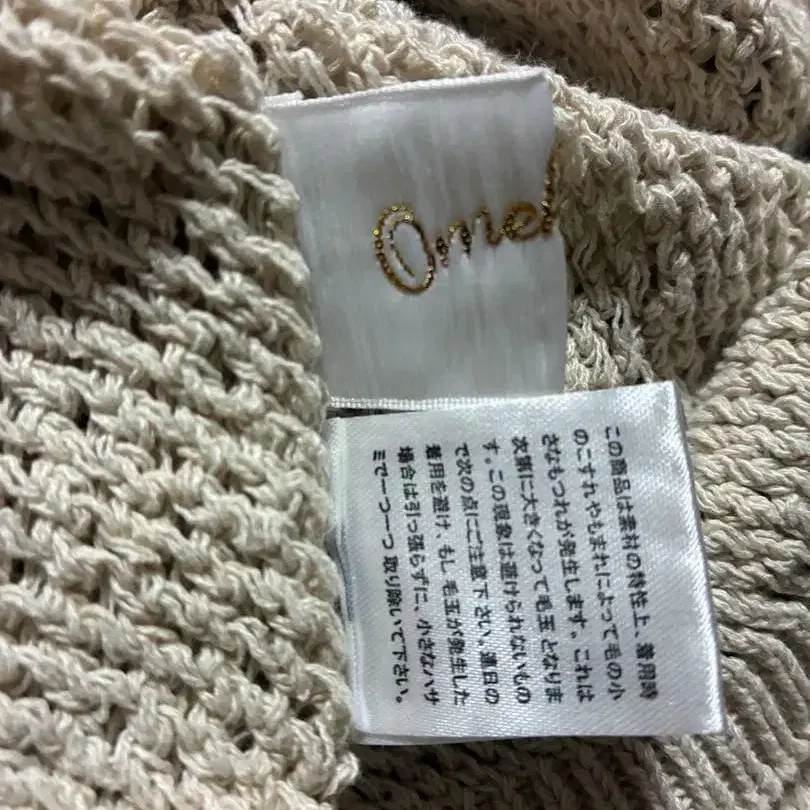 Omek
この商品は素材の特性上、着用時
のこすれやもまれによって毛の小
さなもつれが発生します。これは
次第に大きくなって毛玉となりま
す。この現象は避けられないもの
で次の点にご注意下さい。連日の
着用を避け、もし毛玉が発生した
場合は引っ張らずに、小さなハサ
ミで一つ一つ取り除いて下さい。